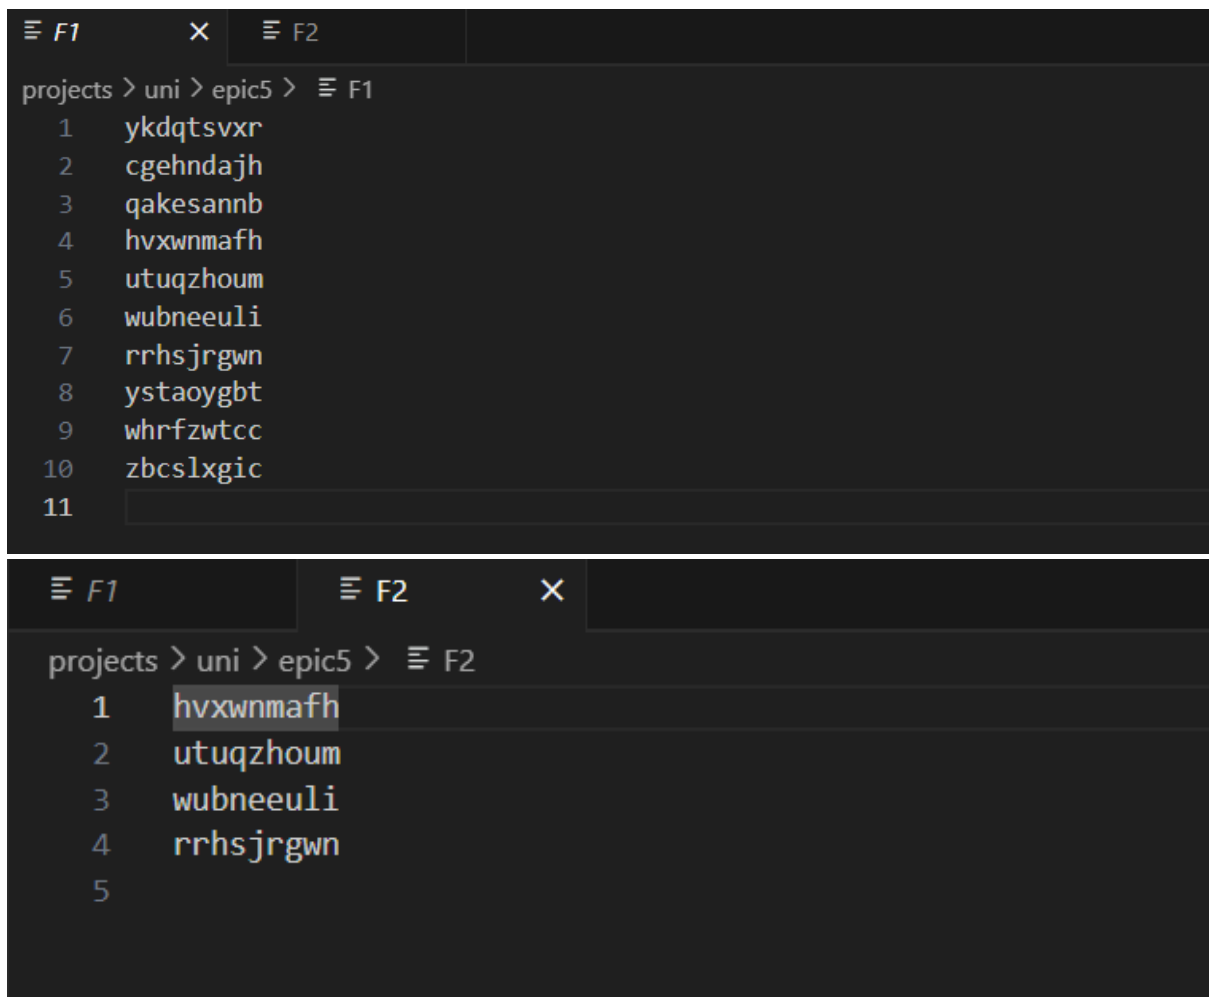 F1 F2
projects > uni > epic5 > F1
1 ykdqtsvxr
2 cgehndajh
3 qakesannb
4 hvxwnmafh
5 utuqzhoum
6 wubneeuli
7 rrhsjrgwn
8 ystaoygbt
9 whrfzwtcc
10 zbcslxgic
11
F1 F2
projects > uni > epic5 > F2
1 hvxwnmafh
2 utuqzhoum
3 wubneeuli
4 rrhsjrgwn
5